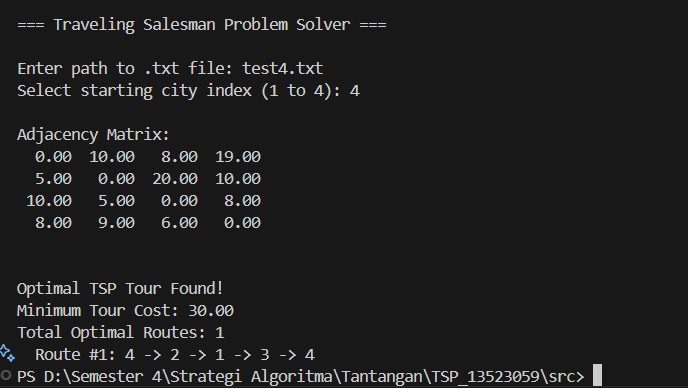 === Traveling Salesman Problem Solver ===
Enter path to .txt file: test4.txt
Select starting city index (1 to 4): 4
Adjacency Matrix:
0.00 10.00 8.00 19.00
5.00 0.00 20.00 10.00
10.00 5.00 0.00 8.00
8.00 9.00 6.00 0.00
Optimal TSP Tour Found!
Minimum Tour Cost: 30.00
Total Optimal Routes: 1
Route #1: 4 -> 2 -> 1 -> 3 -> 4
PS D:\Semester 4\Strategi Algoritma\Tantangan\TSP_13523059\src>